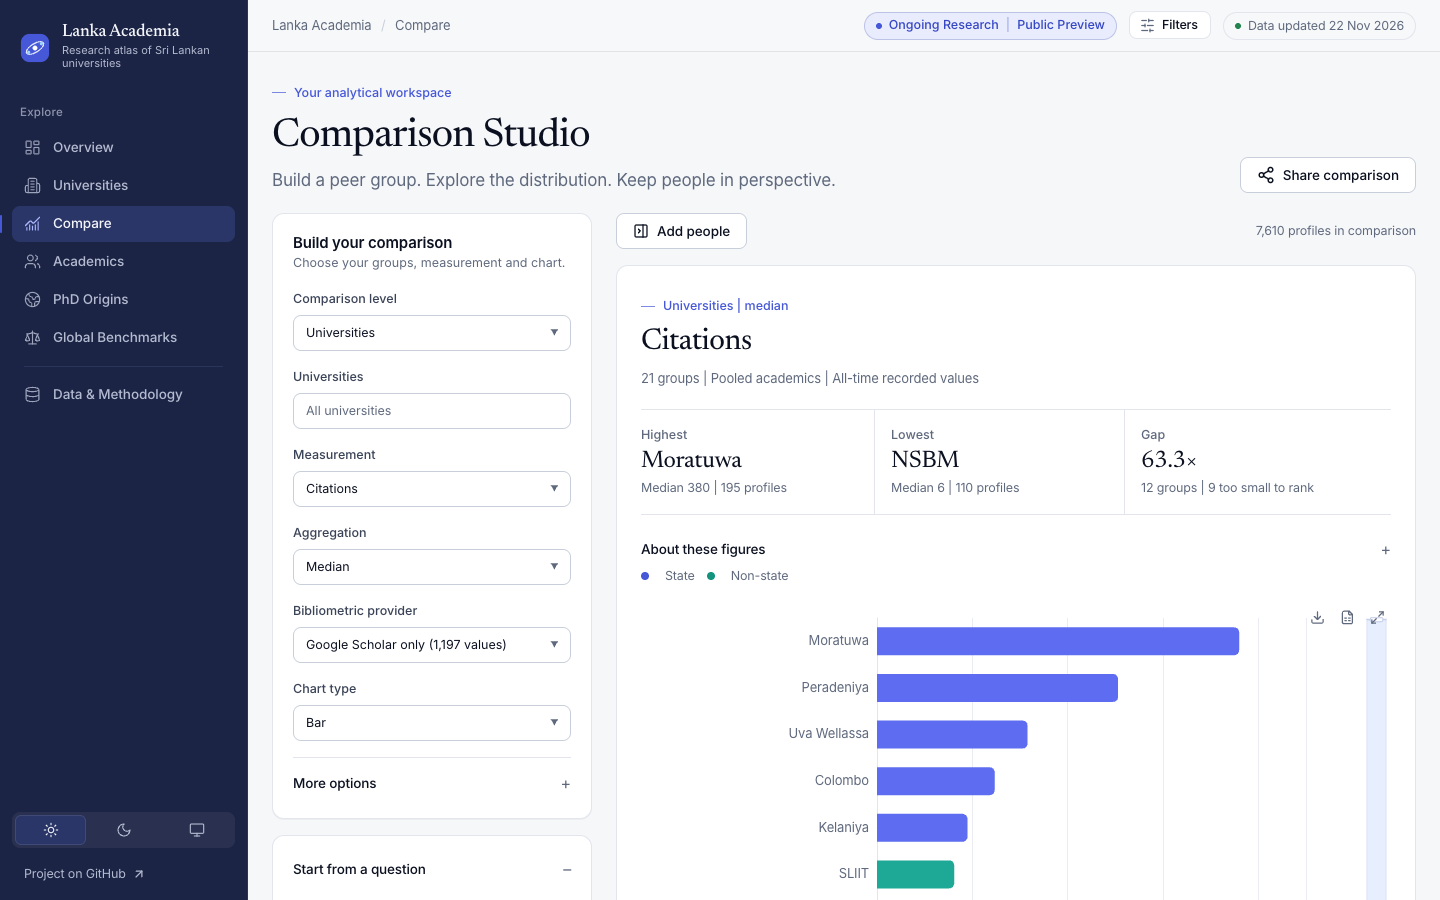 Lanka Academia
Research atlas of Sri Lankan
universities
Explore
Overview
Universities
Compare
Academics
PhD Origins
Global Benchmarks
Data & Methodology
Project on GitHub
Lanka Academia / Compare
Ongoing Research | Public Preview
Filters
Data updated 22 Nov 2026
Your analytical workspace
Comparison Studio
Build a peer group. Explore the distribution. Keep people in perspective.
Share comparison
Build your comparison
Choose your groups, measurement and chart.
Comparison level
Universities
Universities
All universities
Measurement
Citations
Aggregation
Median
Bibliometric provider
Google Scholar only (1,197 values)
Chart type
Bar
More options +
Start from a question −
Add people
7,610 profiles in comparison
Universities | median
Citations
21 groups | Pooled academics | All-time recorded values
Highest
Moratuwa
Median 380 | 195 profiles
Lowest
NSBM
Median 6 | 110 profiles
Gap
63.3×
12 groups | 9 too small to rank
About these figures +
State
Non-state
Moratuwa
Peradeniya
Uva Wellassa
Colombo
Kelaniya
SLIIT